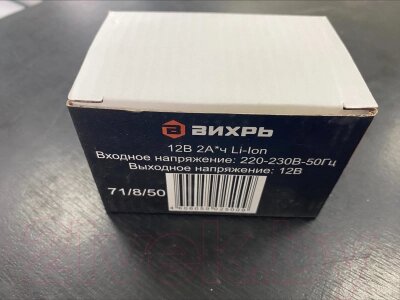 ВИХРЬ
12В 2А*ч Li-Ion
Входное напряжение: 220-230В-50Гц
Выходное напряжение: 12В
71/8/50